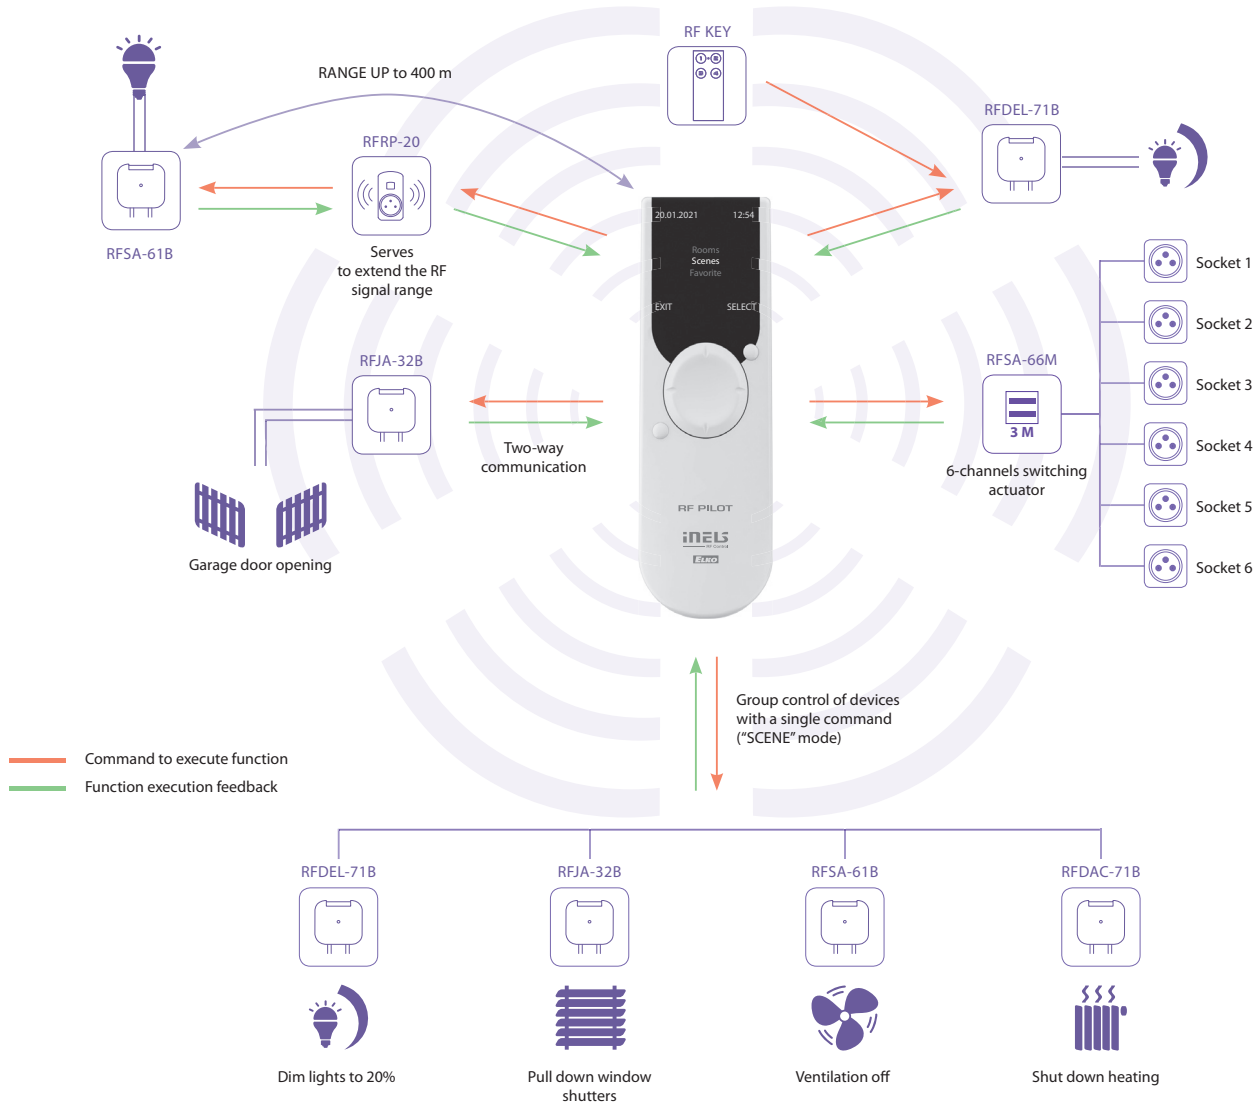 RF KEY
1
RANGE UP to 400 m
RFDEL-71B
RFRP-20
20.01.2021 12:54
RFSA-61B
Serves
to extend the RF
signal range
Rooms
Scenes
Favorite
EXIT SELECT
Socket 1
Socket 2
Socket 3
Socket 4
Socket 5
Socket 6
RFJA-32B
RFSA-66M
3 M
Two-way
communication
6-channels switching
actuator
RF PILOT
iNELS
RF Control
ELKO
Garage door opening
Group control of devices
with a single command
(“SCENE” mode)
Command to execute function
Function execution feedback
RFDEL-71B
RFJA-32B
RFSA-61B
RFDAC-71B
Dim lights to 20%
Pull down window
shutters
Ventilation off
Shut down heating